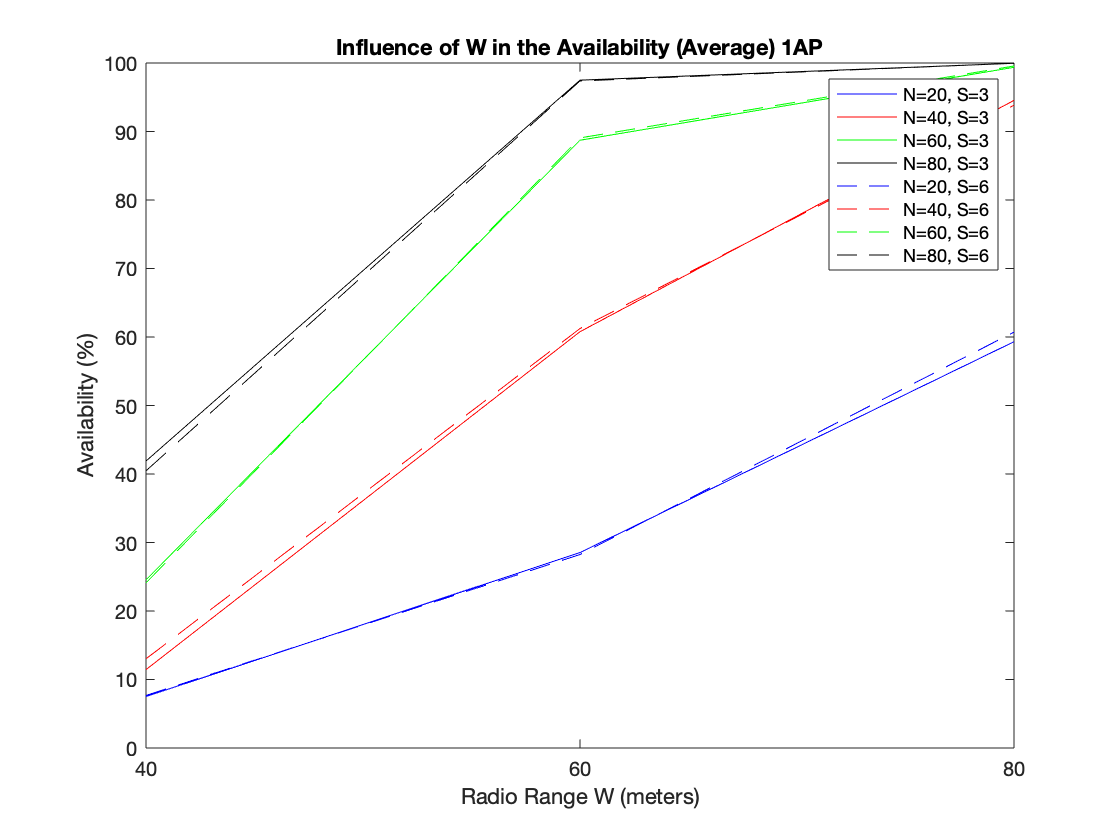 Influence of W in the Availability (Average) 1AP
100
90
80
70
60
50
40
30
20
10
0
Availability (%)
N=20, S=3
N=40, S=3
N=60, S=3
N=80, S=3
N=20, S=6
N=40, S=6
N=60, S=6
N=80, S=6
40 60 80
Radio Range W (meters)